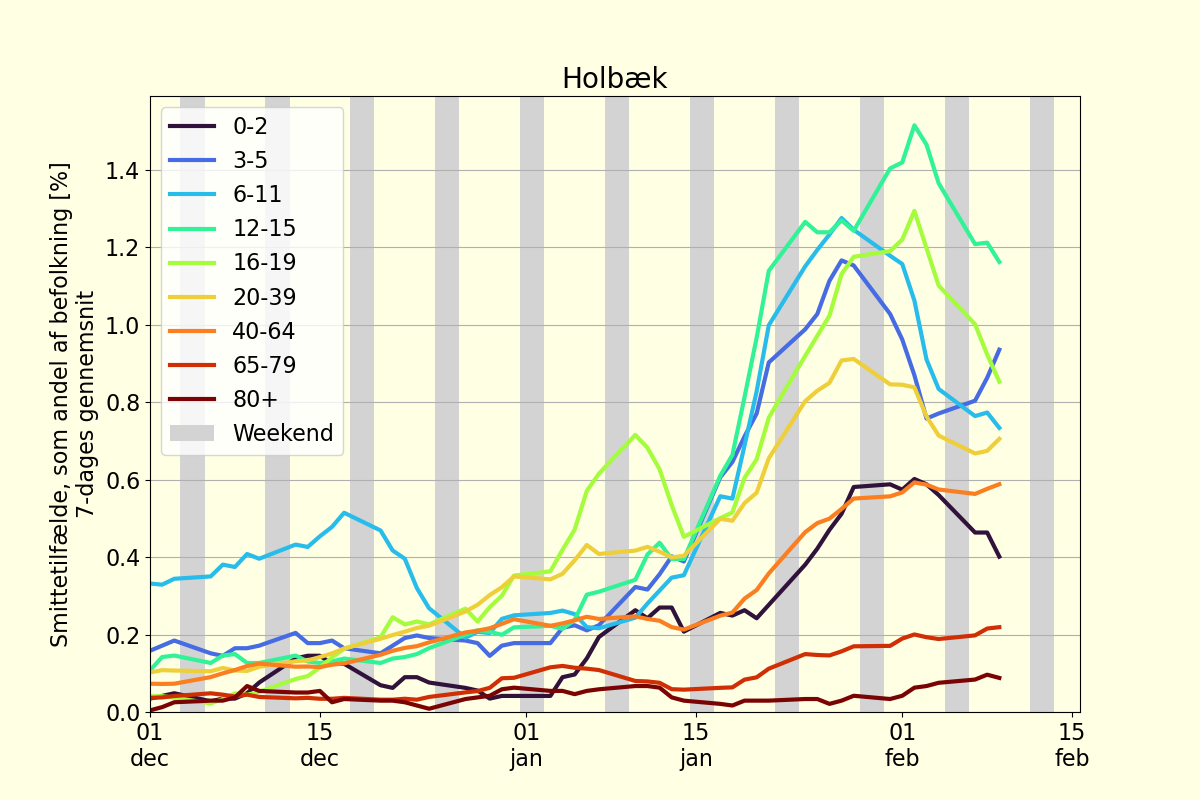 Holbæk
Smittetilfælde, som andel af befolkning [%]
7-dages gennemsnit
1.4
1.2
1.0
0.8
0.6
0.4
0.2
0.0
0-2
3-5
6-11
12-15
16-19
20-39
40-64
65-79
80+
Weekend
01 15 01 15 01 15
dec dec jan jan feb feb